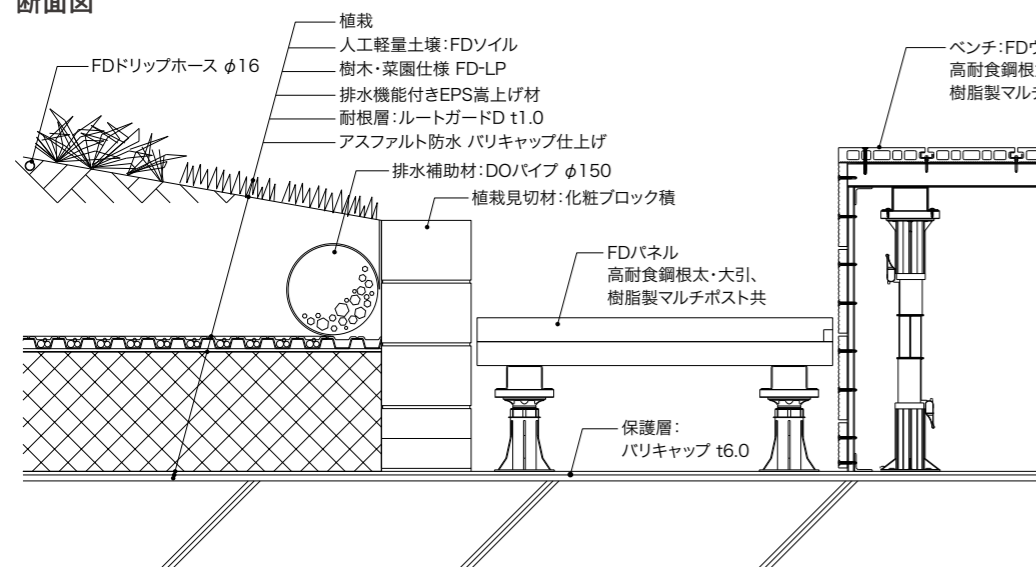 断面図
植栽
人工軽量土壌:FDソイル
樹木・菜園仕様 FD-LP
排水機能付きEPS嵩上げ材
耐根層:ルートガードD t1.0
アスファルト防水 バリキャップ仕上げ
FDドリップホース φ16
排水補助材:DOパイプ φ150
植栽見切材:化粧ブロック積
FDパネル
高耐食鋼根太・大引、
樹脂製マルチポスト共
保護層:
バリキャップ t6.0
ベンチ:FDウ
高耐食鋼根
樹脂製マルチ